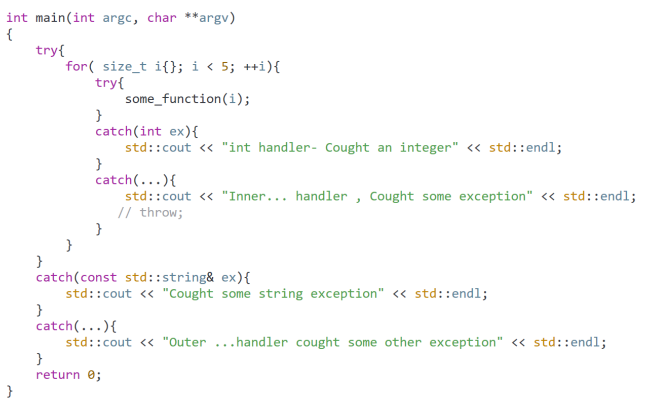 int main(int argc, char **argv)
{
    try{
        for( size_t i{}; i < 5; ++i){
            try{
                some_function(i);
            }
            catch(int ex){
                std::cout << "int handler- Cought an integer" << std::endl;
            }
            catch(...){
                std::cout << "Inner... handler , Cought some exception" << std::endl;
               // throw;
            }
        }
    }
    catch(const std::string& ex){
        std::cout << "Cought some string exception" << std::endl;
    }
    catch(...){
        std::cout << "Outer ...handler cought some other exception" << std::endl;
    }
    return 0;
}